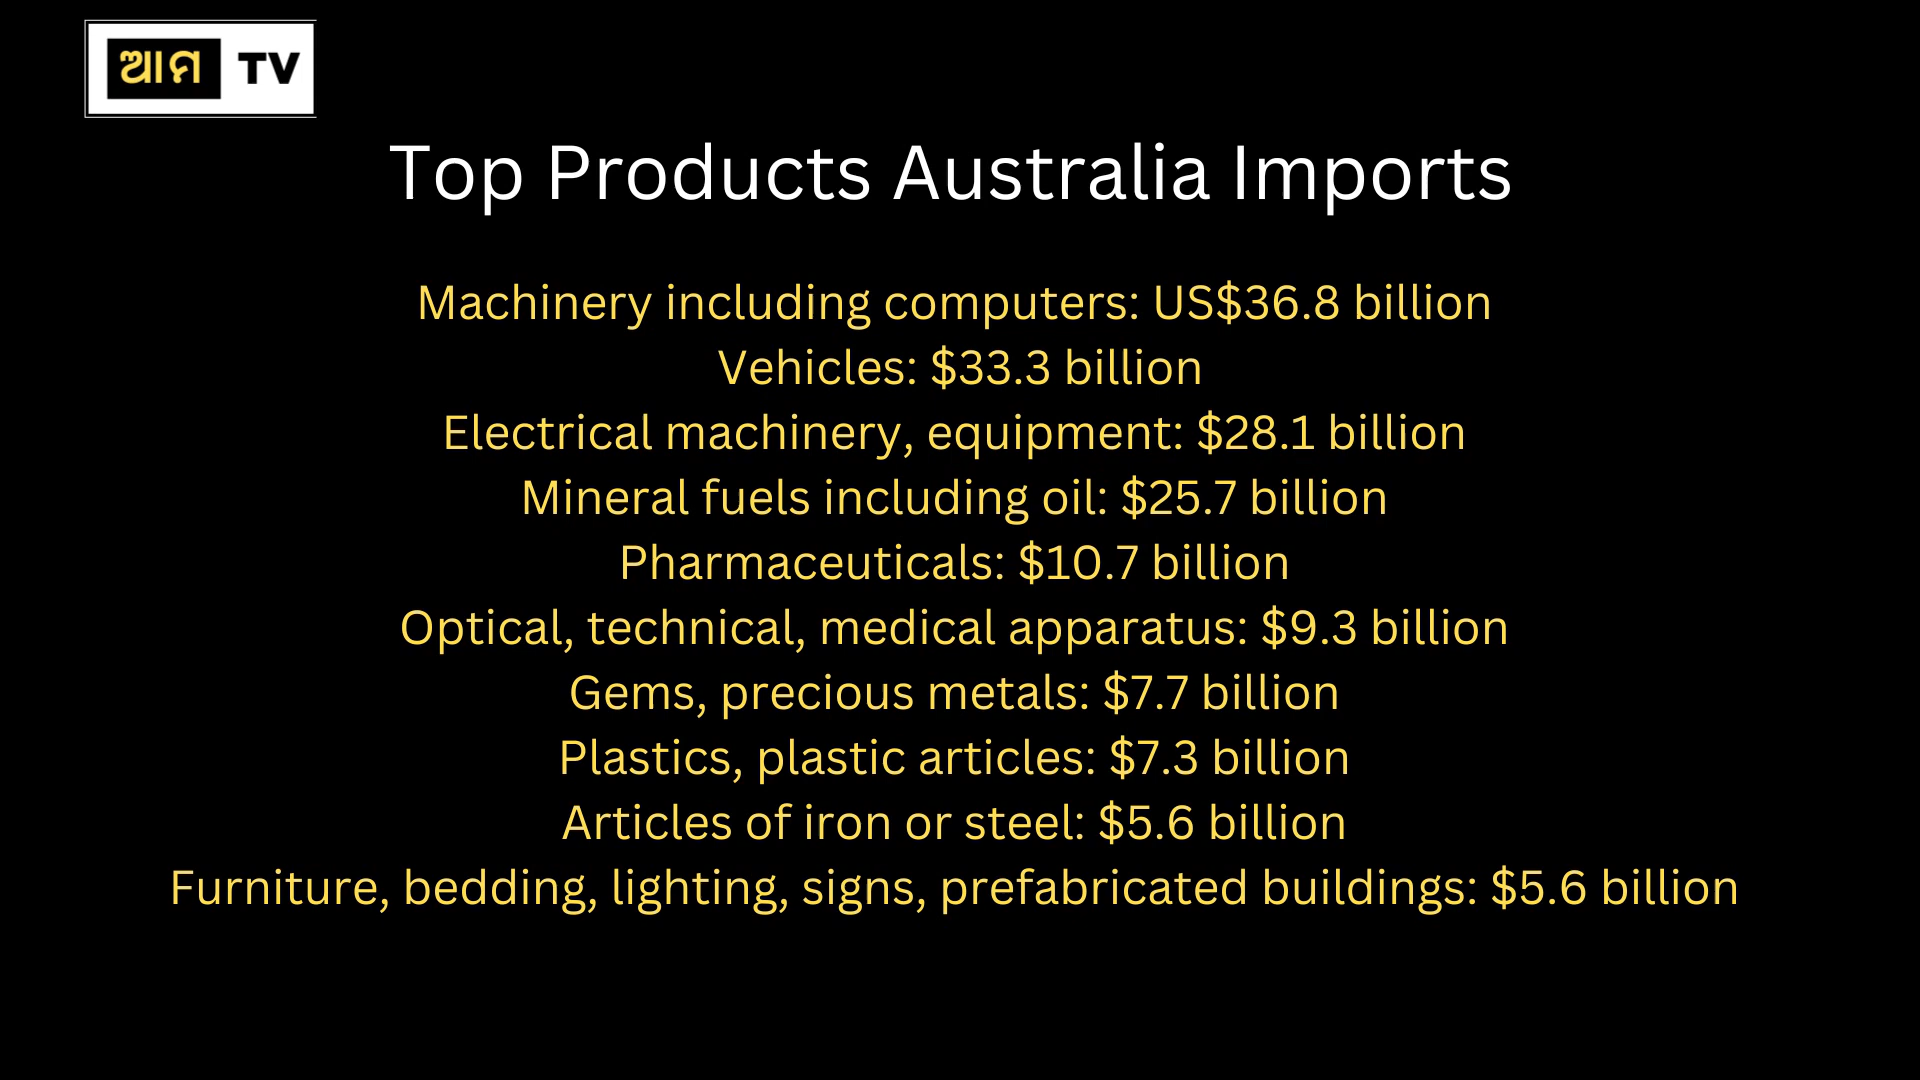 ଆମ TV
Top Products Australia Imports
Machinery including computers: US$36.8 billion
Vehicles: $33.3 billion
Electrical machinery, equipment: $28.1 billion
Mineral fuels including oil: $25.7 billion
Pharmaceuticals: $10.7 billion
Optical, technical, medical apparatus: $9.3 billion
Gems, precious metals: $7.7 billion
Plastics, plastic articles: $7.3 billion
Articles of iron or steel: $5.6 billion
Furniture, bedding, lighting, signs, prefabricated buildings: $5.6 billion